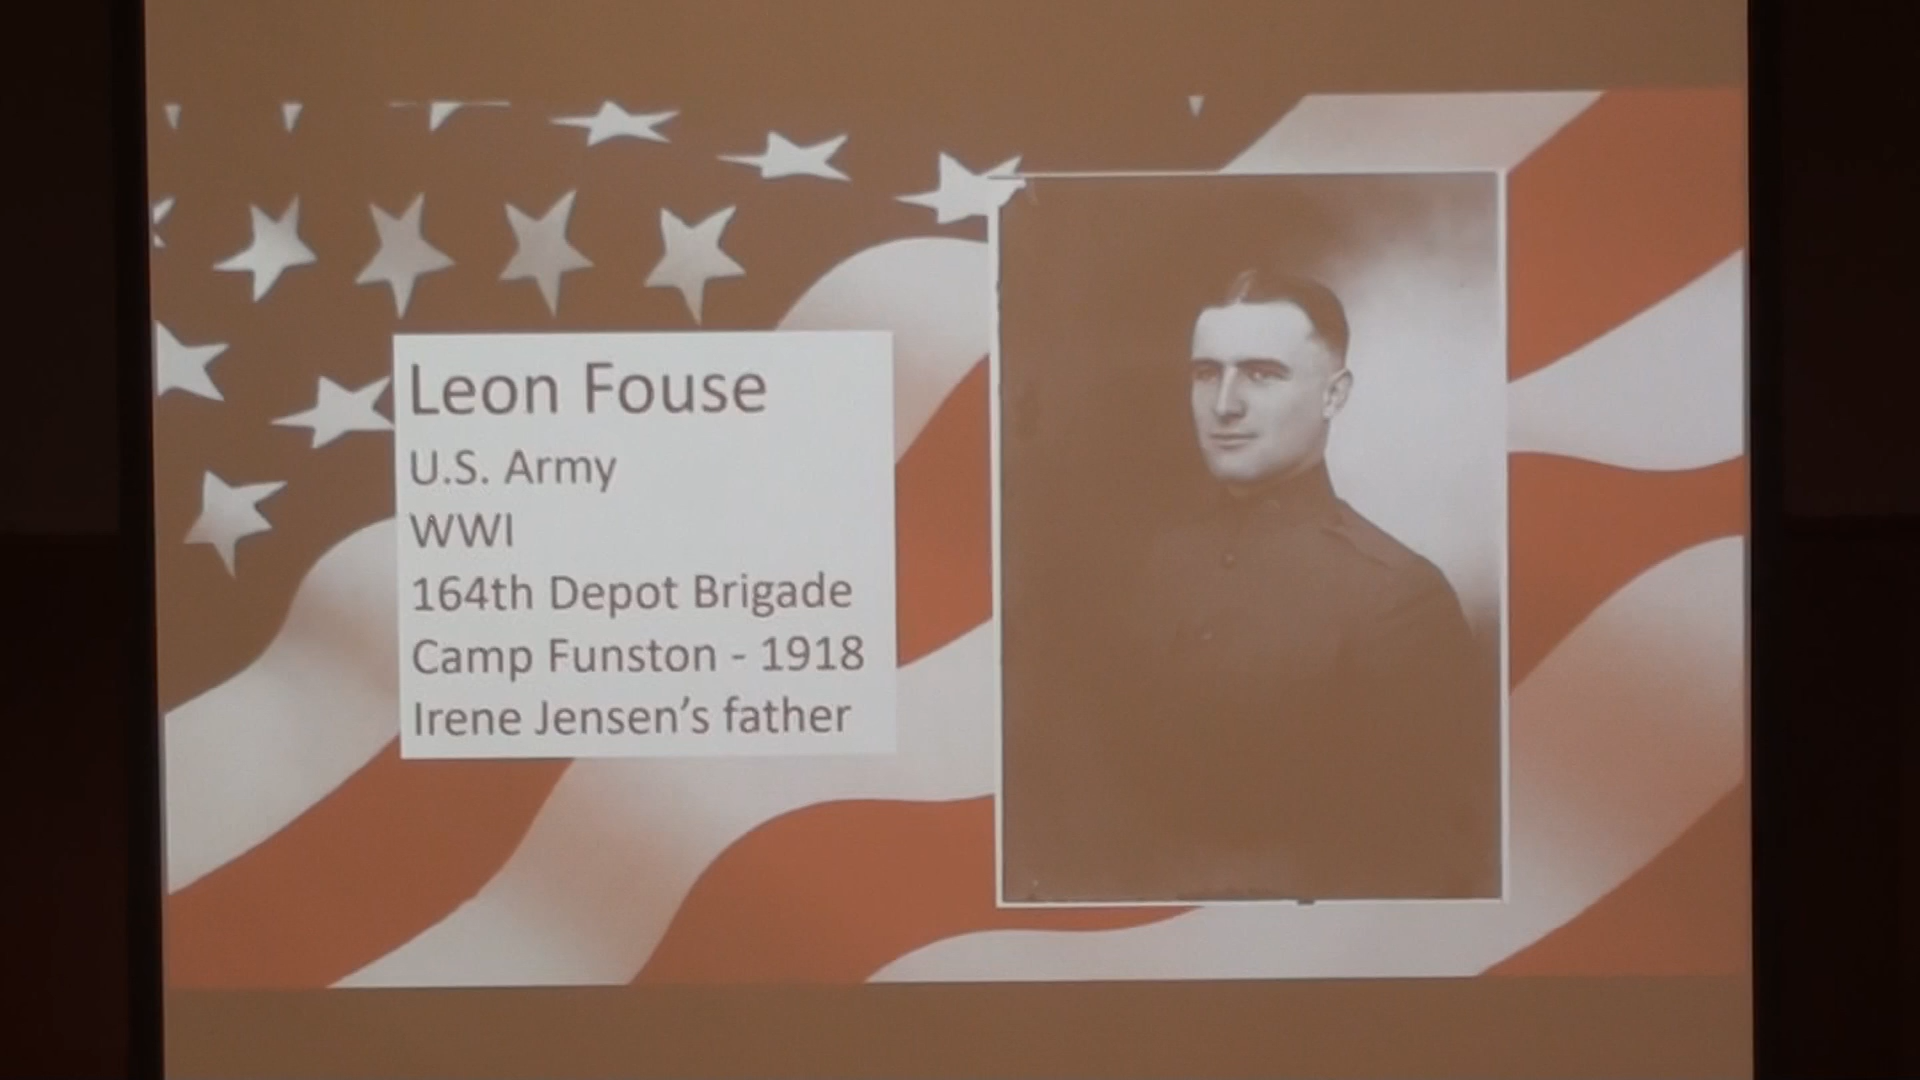 Leon Fouse
U.S. Army
WWI
164th Depot Brigade
Camp Funston - 1918
Irene Jensen's father